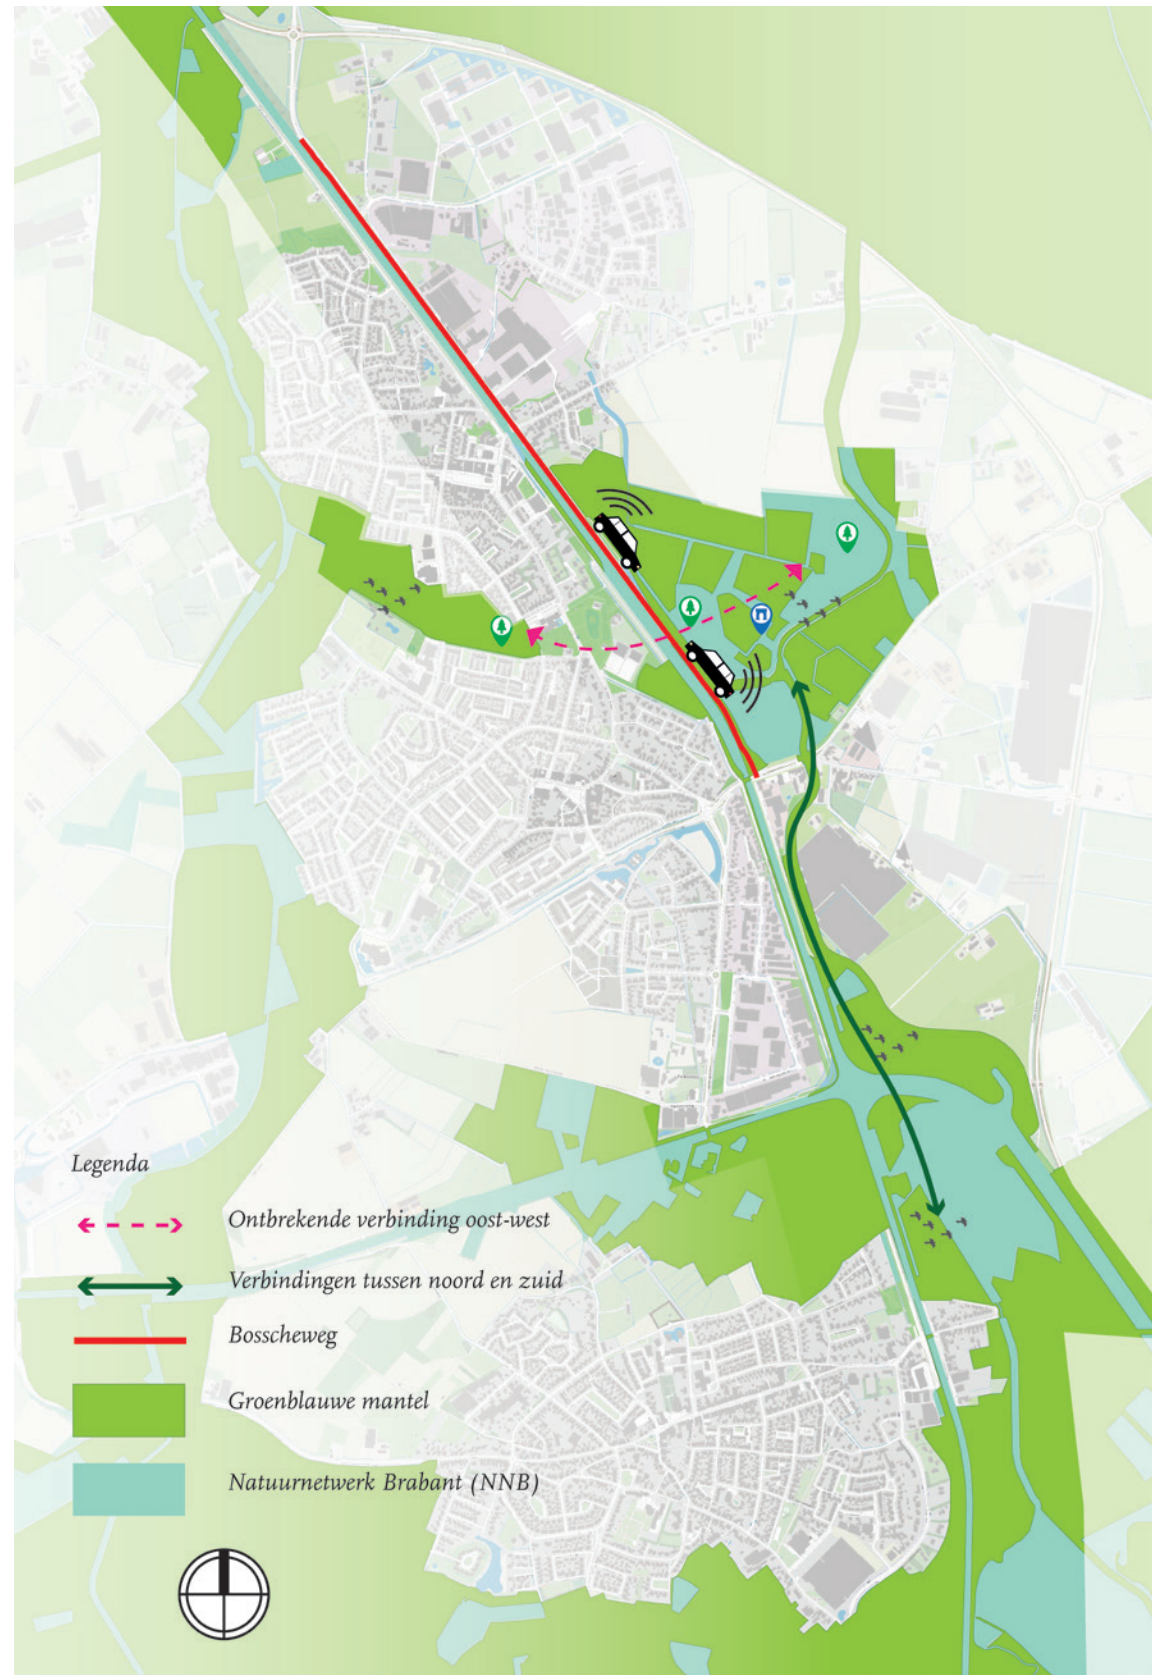 Legenda
Ontbrekende verbinding oost-west
Verbindingen tussen noord en zuid
Bosscheweg
Groenblauwe mantel
Natuurnetwerk Brabant (NNB)